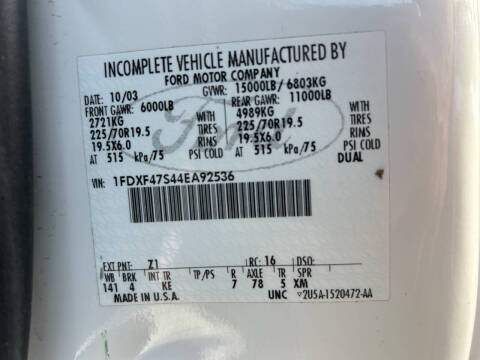 INCOMPLETE VEHICLE MANUFACTURED BY
FORD MOTOR COMPANY
DATE: 10/03 GVWR: 15000LB/ 6803KG
FRONT GAWR: 6000LB REAR GAWR: 11000LB
2721KG WITH 4989KG WITH
225/70R19.5 TIRES 225/70R19.5 TIRES
19.5X6.0 RINS 19.5X6.0 RINS
AT 515 kPa/75 PSI COLD AT 515 kPa/75 PSI COLD
DUAL
Ford
VIN: 1FDXF47S44EA92536
EXT PNT: Z1 RC: 16 DSO:
WB BRK INT TR TP/PS R AXLE TR SPR
141 4 KE 7 78 5 XM
MADE IN U.S.A. UNC 2U5A-1520472-AA